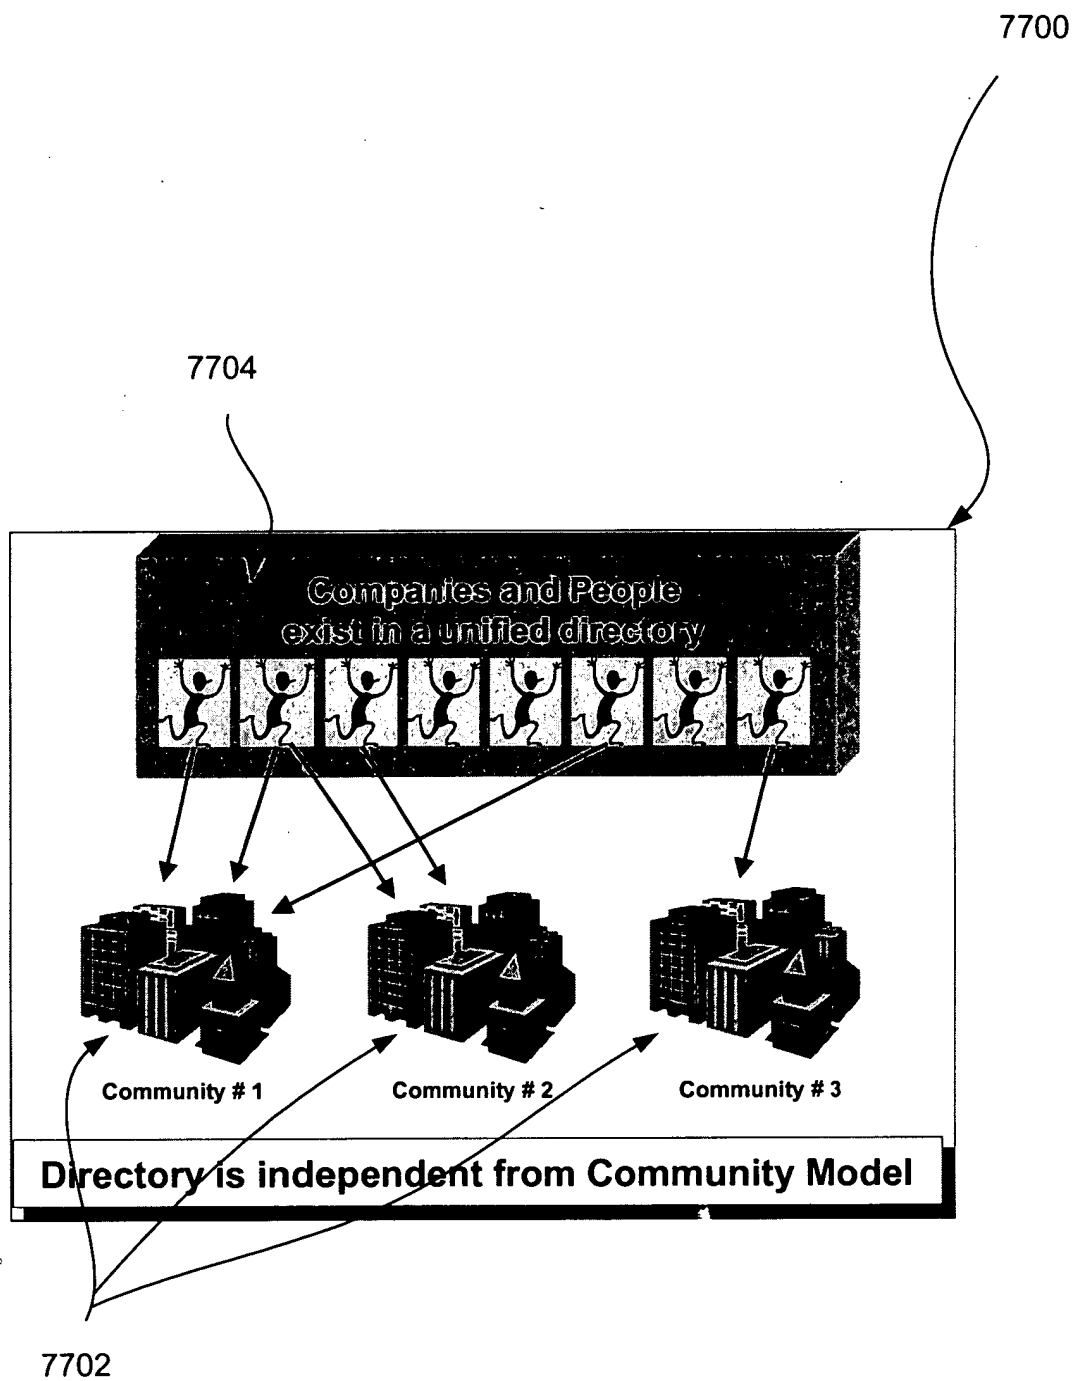 7700
7704
Companies and People
exist in a unified directory
Community # 1
Community # 2
Community # 3
Directory is independent from Community Model
7702